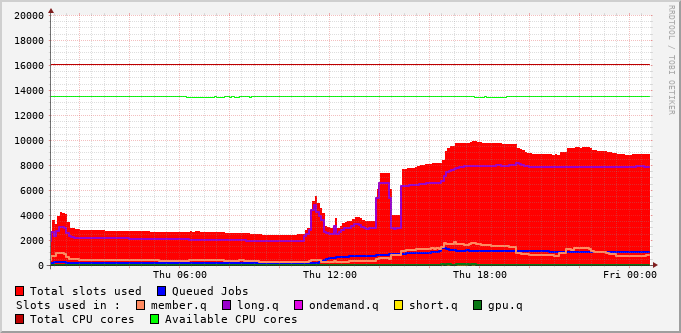 RRDTOOL / TOBI OETIKER
20000
18000
16000
14000
12000
10000
8000
6000
4000
2000
0
Thu 06:00 Thu 12:00 Thu 18:00 Fri 00:00
Total slots used Queued Jobs
Slots used in : member.q long.q ondemand.q short.q gpu.q
Total CPU cores Available CPU cores